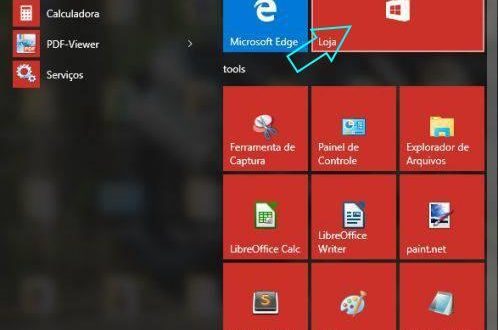 Calculadora
PDF-Viewer
Serviços
Microsoft Edge
Loja
tools
Ferramenta de
Captura
Painel de
Controle
Explorador de
Arquivos
LibreOffice Calc
LibreOffice
Writer
paint.net